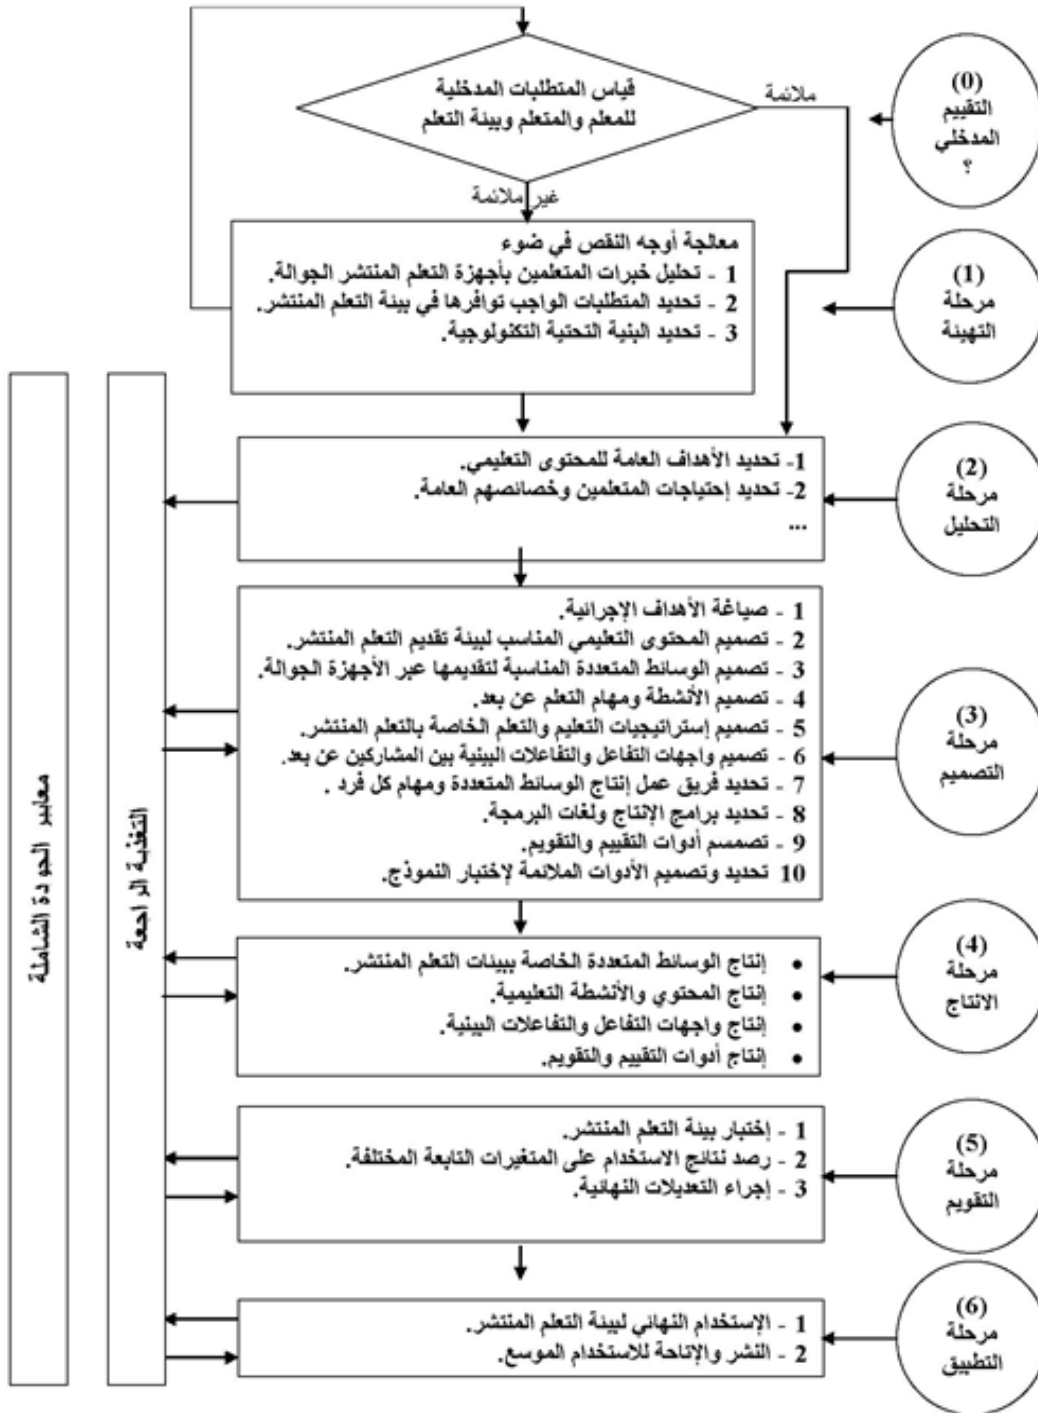 قياس المتطلبات المدخلية
للمعلم والمتعلم وبيئة التعلم
ملائمة
غير ملائمة
(0)
التقييم
المدخلي
؟
معالجة أوجه النقص في ضوء
1 - تحليل خبرات المتعلمين بأجهزة التعلم المنتشر الجوالة.
2 - تحديد المتطلبات الواجب توافرها في بيئة التعلم المنتشر.
3 - تحديد البنية التحتية التكنولوجية.
(1)
مرحلة
التهيئة
1- تحديد الأهداف العامة للمحتوى التعليمي.
2- تحديد إحتياجات المتعلمين وخصائصهم العامة.
...
(2)
مرحلة
التحليل
1 - صياغة الأهداف الإجرائية.
2 - تصميم المحتوى التعليمي المناسب لبيئة تقديم التعلم المنتشر.
3 - تصميم الوسائط المتعددة المناسبة لتقديمها عبر الأجهزة الجوالة.
4 - تصميم الأنشطة ومهام التعلم عن بعد.
5 - تصميم إستراتيجيات التعليم والتعلم الخاصة بالتعلم المنتشر.
6 - تصميم واجهات التفاعل والتفاعلات البينية بين المشاركين عن بعد.
7 - تحديد فريق عمل إنتاج الوسائط المتعددة ومهام كل فرد .
8 - تحديد برامج الإنتاج ولغات البرمجة.
9 - تصمسم أدوات التقييم والتقويم.
10 تحديد وتصميم الأدوات الملائمة لإختبار النموذج.
(3)
مرحلة
التصميم
• إنتاج الوسائط المتعددة الخاصة ببيئات التعلم المنتشر.
• إنتاج المحتوي والأنشطة التعليمية.
• إنتاج واجهات التفاعل والتفاعلات البينية.
• إنتاج أدوات التقييم والتقويم.
(4)
مرحلة
الانتاج
1 - إختبار بيئة التعلم المنتشر.
2 - رصد نتائج الاستخدام على المتغيرات التابعة المختلفة.
3 - إجراء التعديلات النهائية.
(5)
مرحلة
التقويم
1 - الإستخدام النهائي لبيئة التعلم المنتشر.
2 - النشر والإتاحة للاستخدام الموسع.
(6)
مرحلة
التطبيق
التغذية الراجعة
معايير الجودة الشاملة